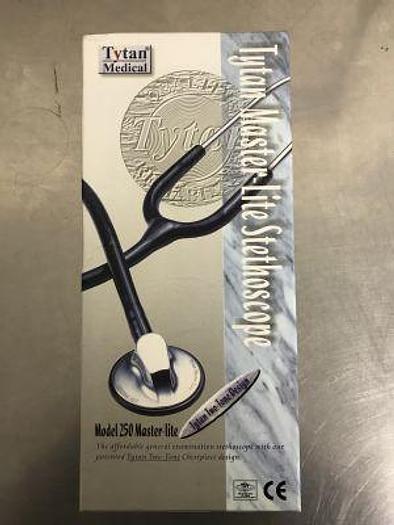 Tytan
Medical
QUALITY
Tytan
Tytan Master-Lite Stethoscope
Tytan Two-Tone Design
Model 250 Master-lite
The affordable general examination stethoscope with our
patented Tytan Two-Tone Chestpiece design.
CE